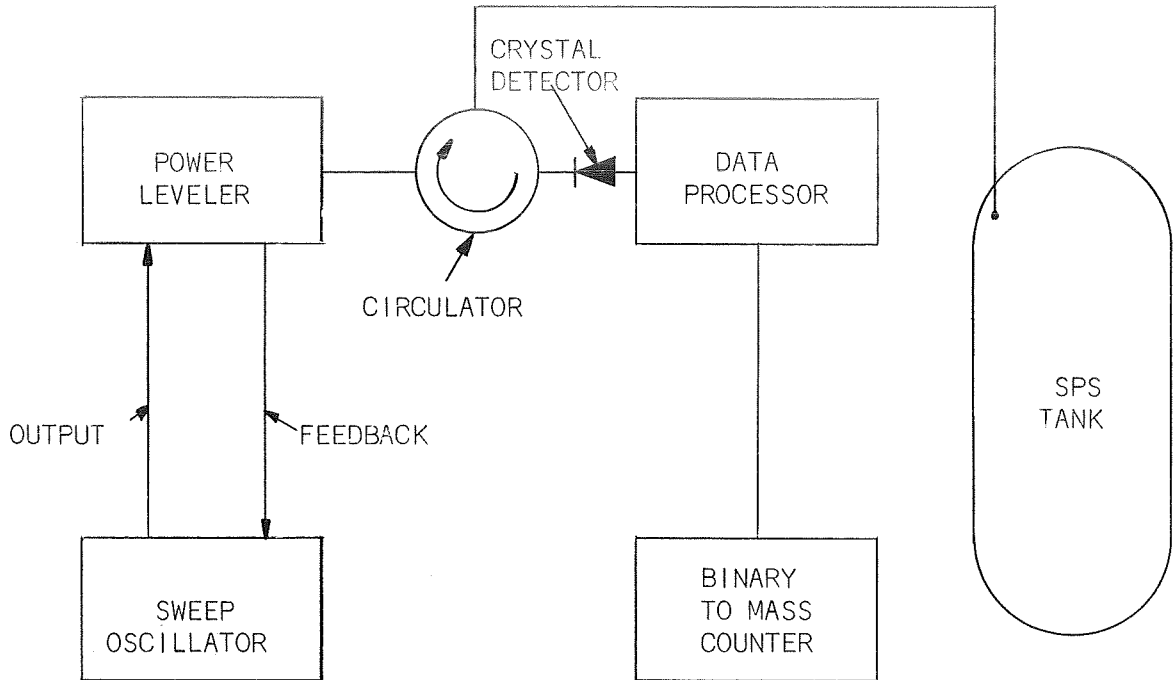 CRYSTAL
DETECTOR
POWER
LEVELER
DATA
PROCESSOR
CIRCULATOR
SPS
TANK
OUTPUT
FEEDBACK
SWEEP
OSCILLATOR
BINARY
TO MASS
COUNTER